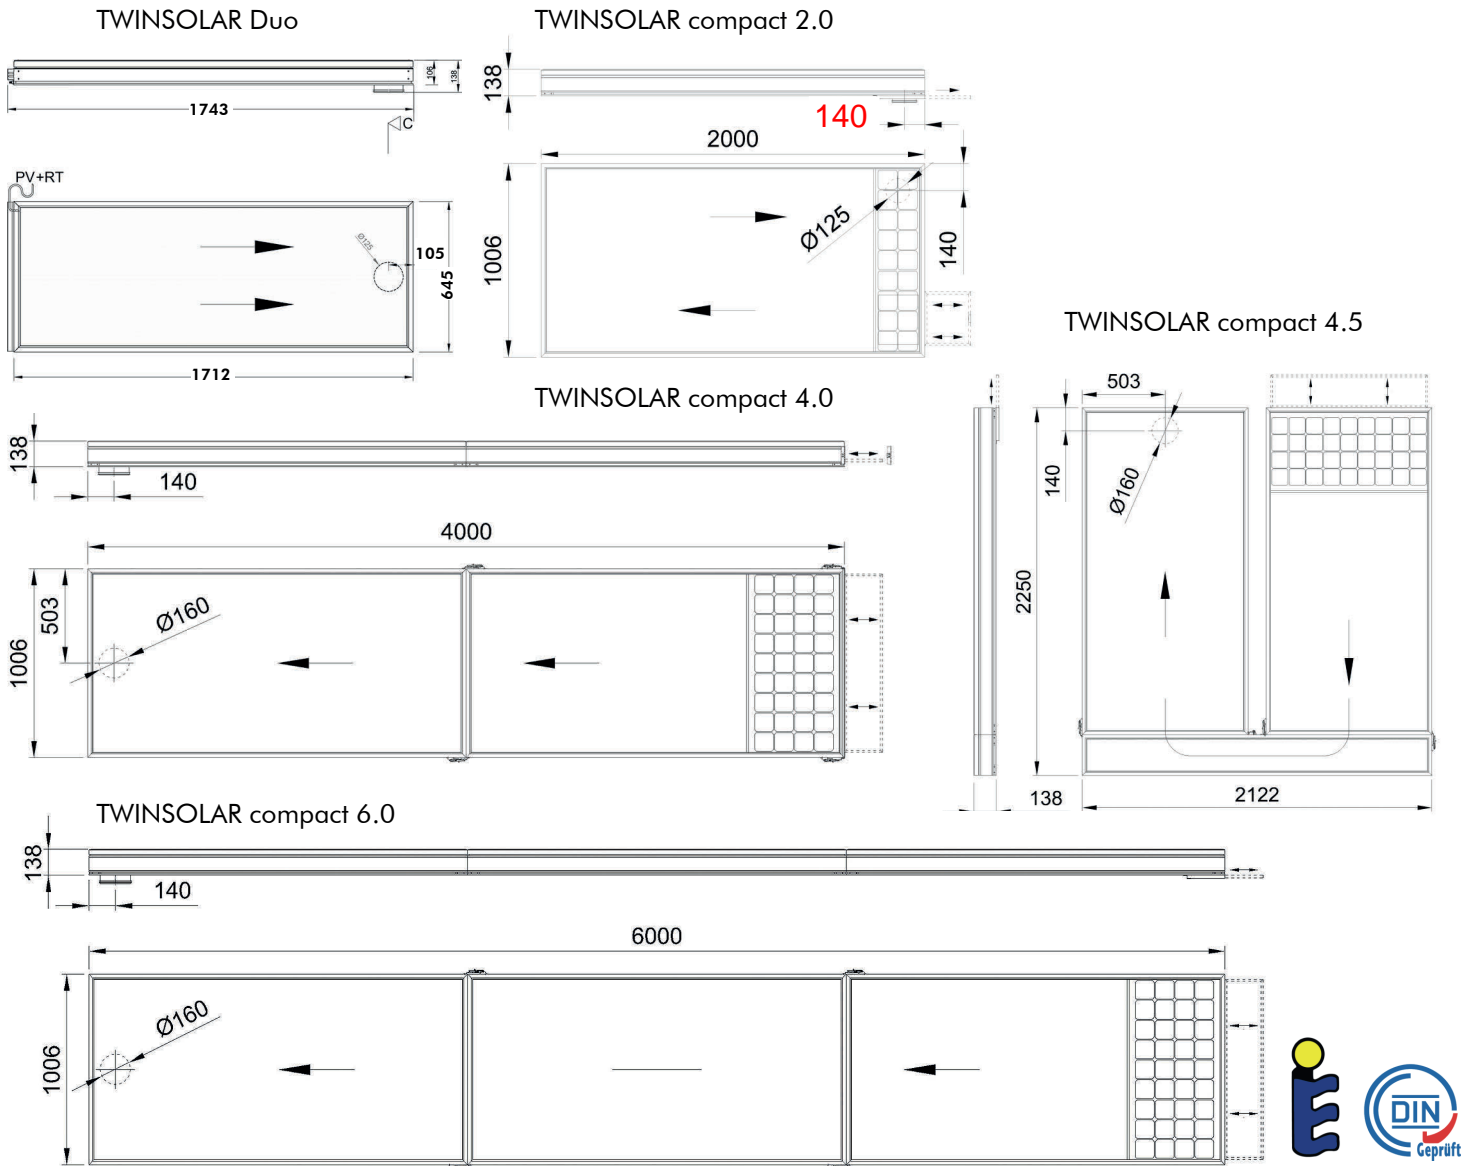 TWINSOLAR Duo
106
138
1743
C
PV+RT
Ø125
105
645
1712
TWINSOLAR compact 2.0
138
140
2000
1006
Ø125
140
TWINSOLAR compact 4.0
138
140
4000
1006
503
Ø160
TWINSOLAR compact 4.5
503
140
Ø160
2250
138
2122
TWINSOLAR compact 6.0
138
140
6000
1006
Ø160
DIN
Geprüft